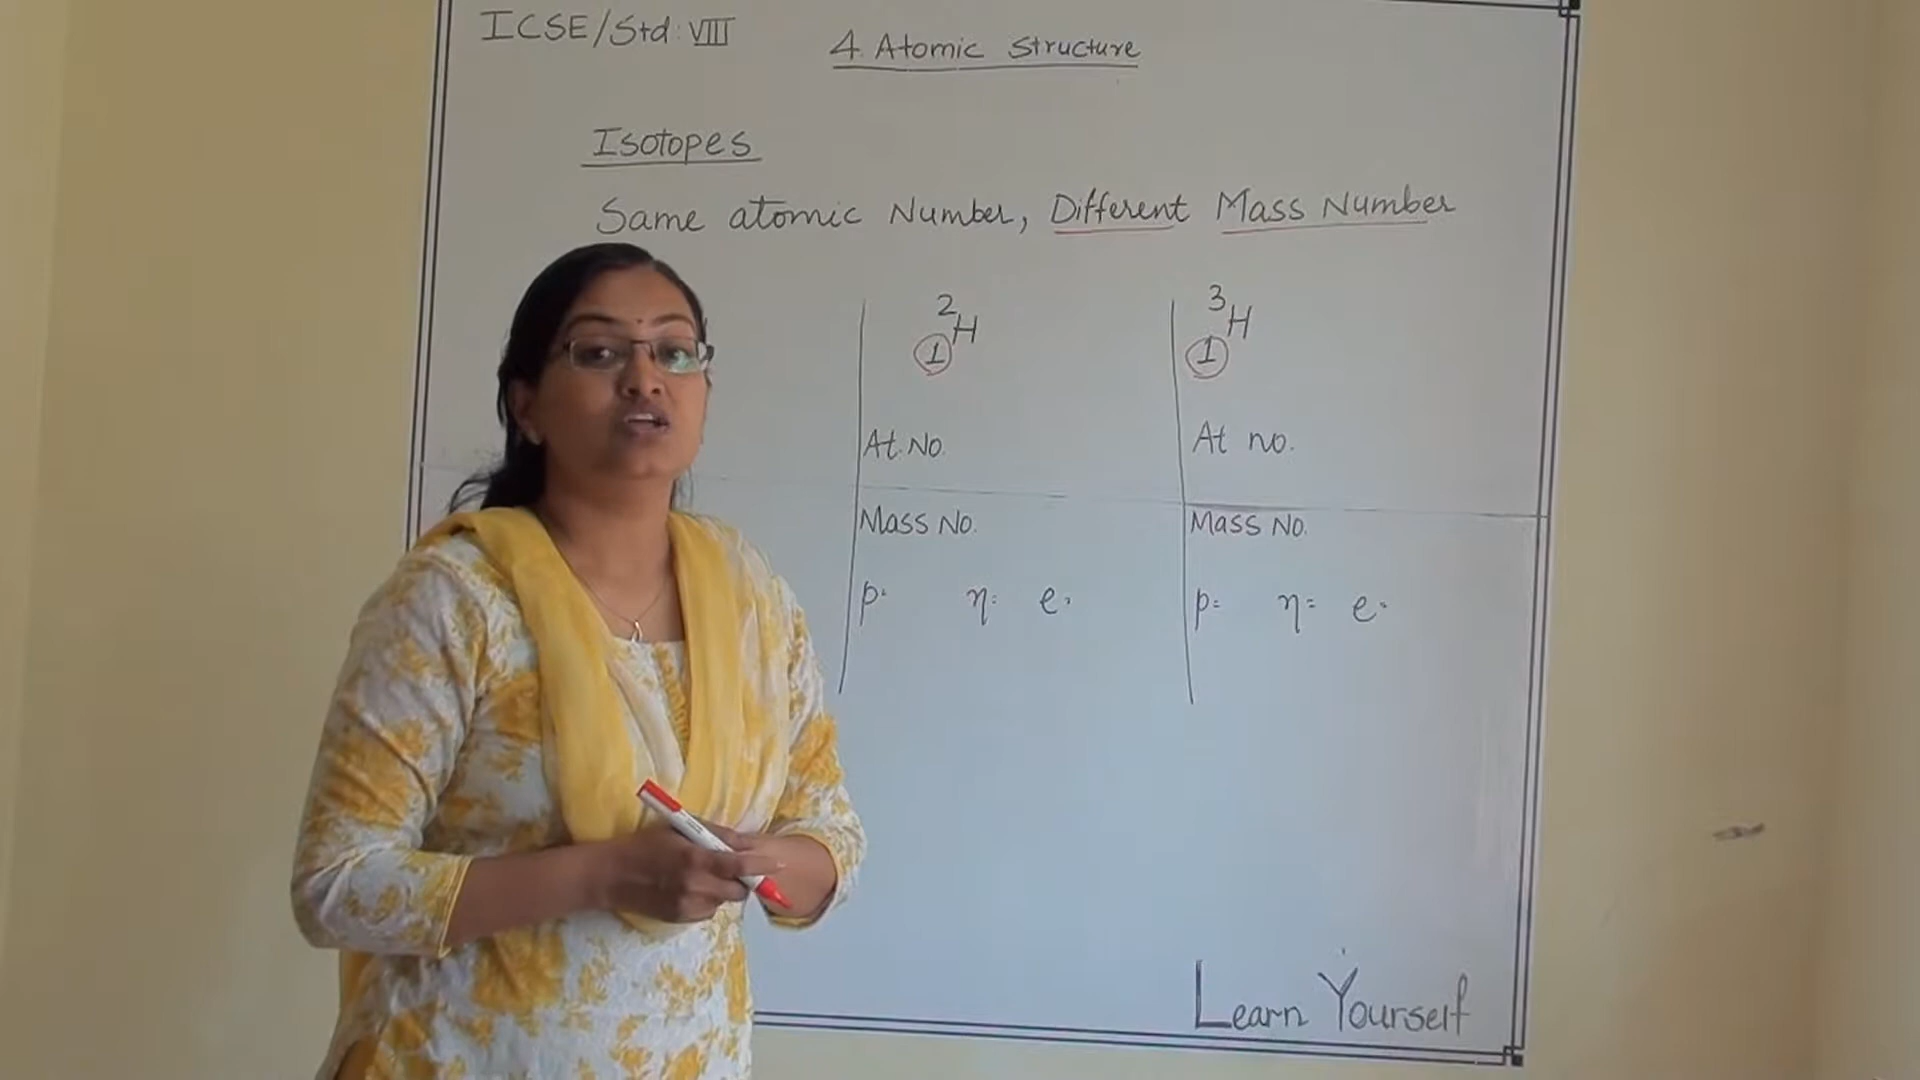 ICSE/Std: VIII
4. Atomic Structure
Isotopes
Same atomic Number, Different Mass Number
2
H
1
At. No.
Mass No.
p= η= e=
3
H
1
At no.
Mass No.
p= η= e=
Learn Yourself